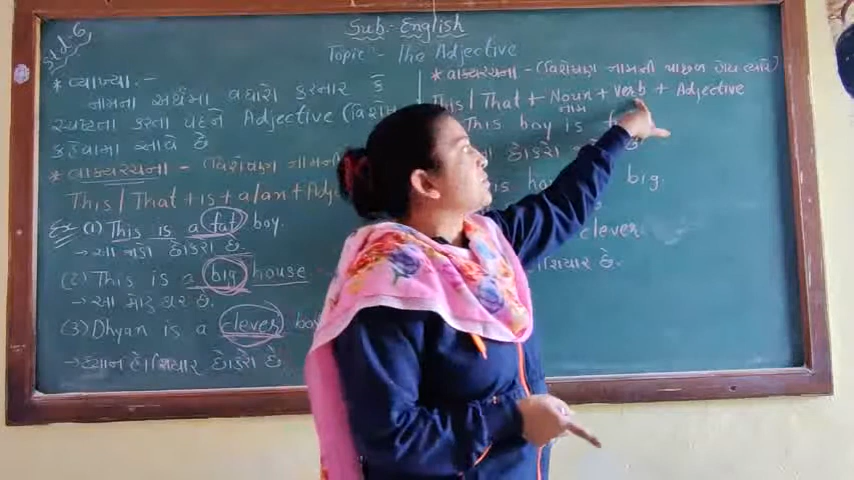 Std-6
Sub:- English
Topic :- The Adjective
* વ્યાખ્યા :-
નામના અર્થમાં વધારો કરનાર કે
સ્પષ્ટતા કરતા પદને Adjective
કહેવામાં આવે છે
* વાક્યરચના - (વિશેષણ નામની
This / That + is + a/an +
Ex (1) This is a fat boy.
→ આ જાડો છોકરો છે.
(2) This is a big house.
→ આ મોટું ઘર છે.
(3) Dhyan is a clever boy
→ ધ્યાન હોશિયાર છોકરો છે
* વાક્યરચના - (વિશેષણ નામની પાછળ હોય ત્યારે)
This / That + Noun + verb + Adjective
નામ
This boy is
છોકરો
big.
clever
હોશિયાર છે.